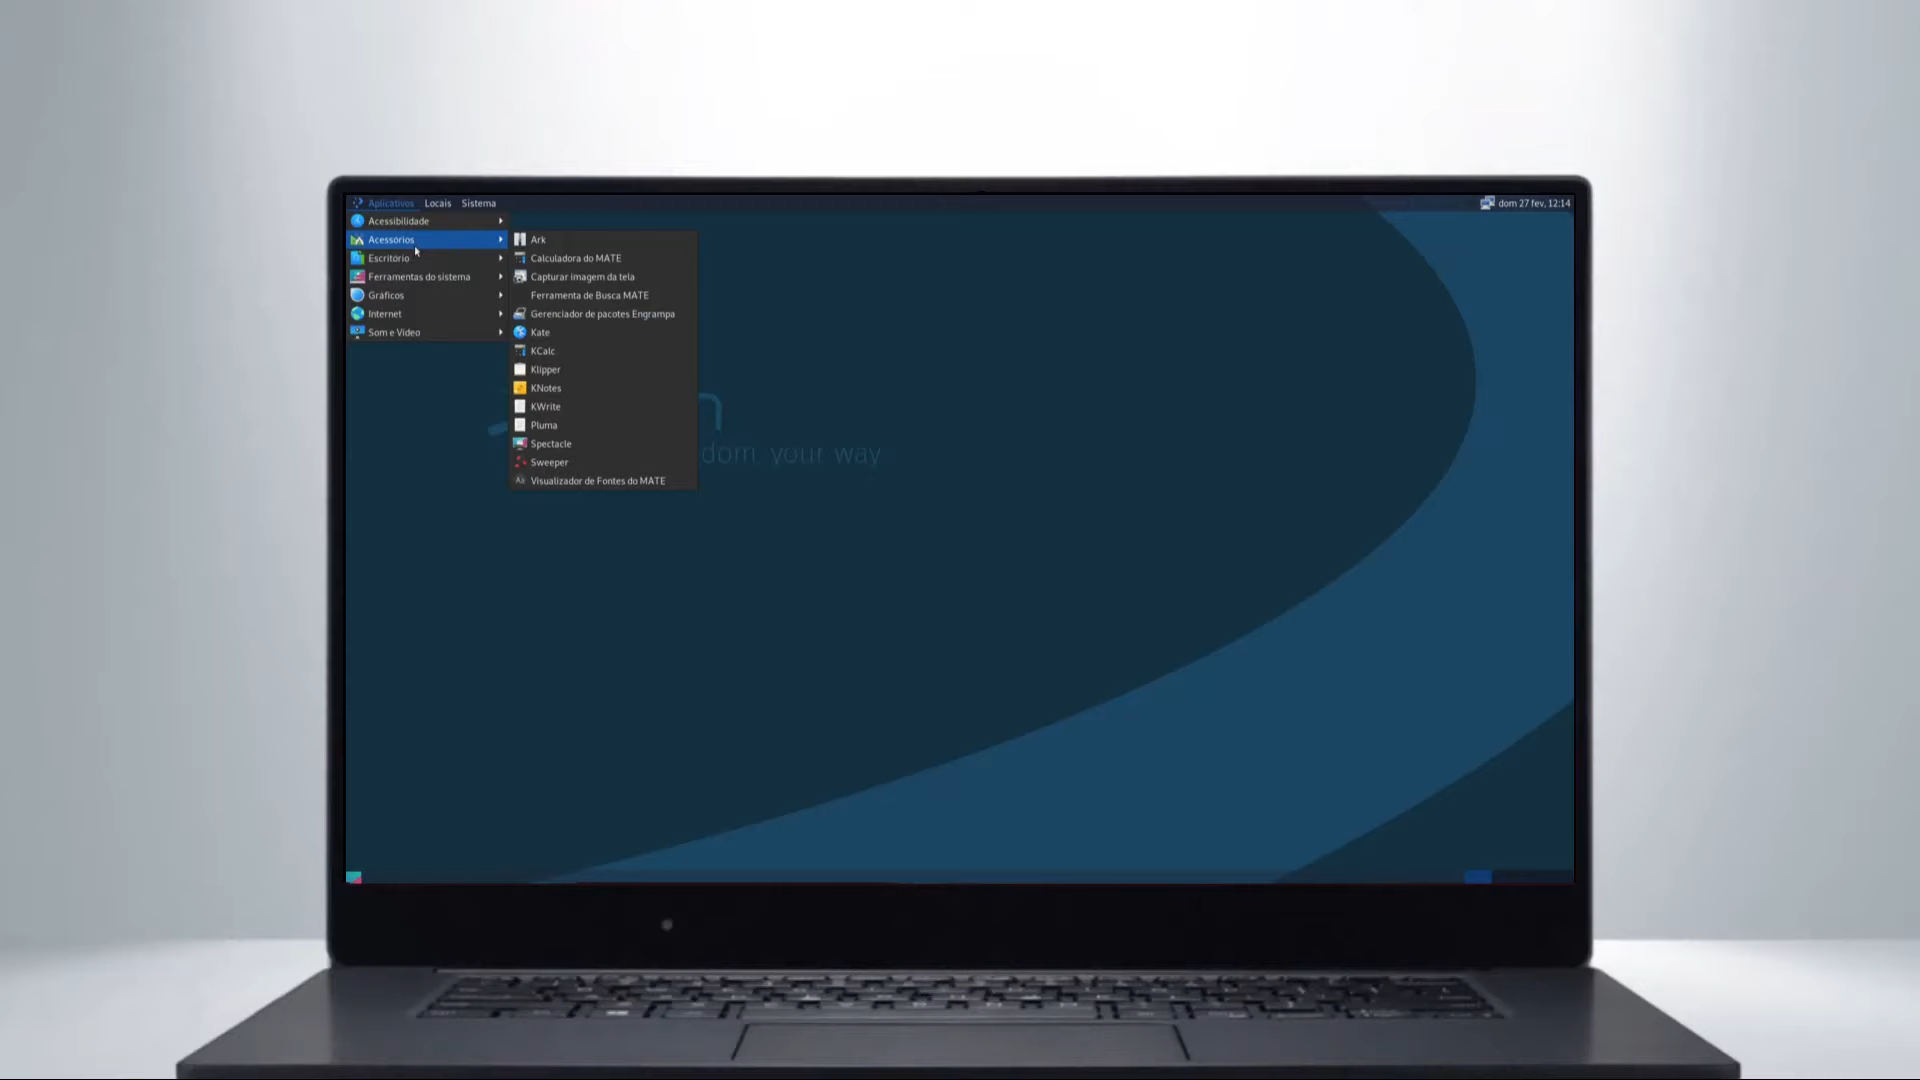 Aplicativos Locais Sistema
dom 27 fev, 12:14
Acessibilidade
Acessórios
Escritório
Ferramentas do sistema
Gráficos
Internet
Som e Vídeo
Ark
Calculadora do MATE
Capturar imagem da tela
Ferramenta de Busca MATE
Gerenciador de pacotes Engrampa
Kate
KCalc
Klipper
KNotes
KWrite
Pluma
Spectacle
Sweeper
Visualizador de Fontes do MATE
your way